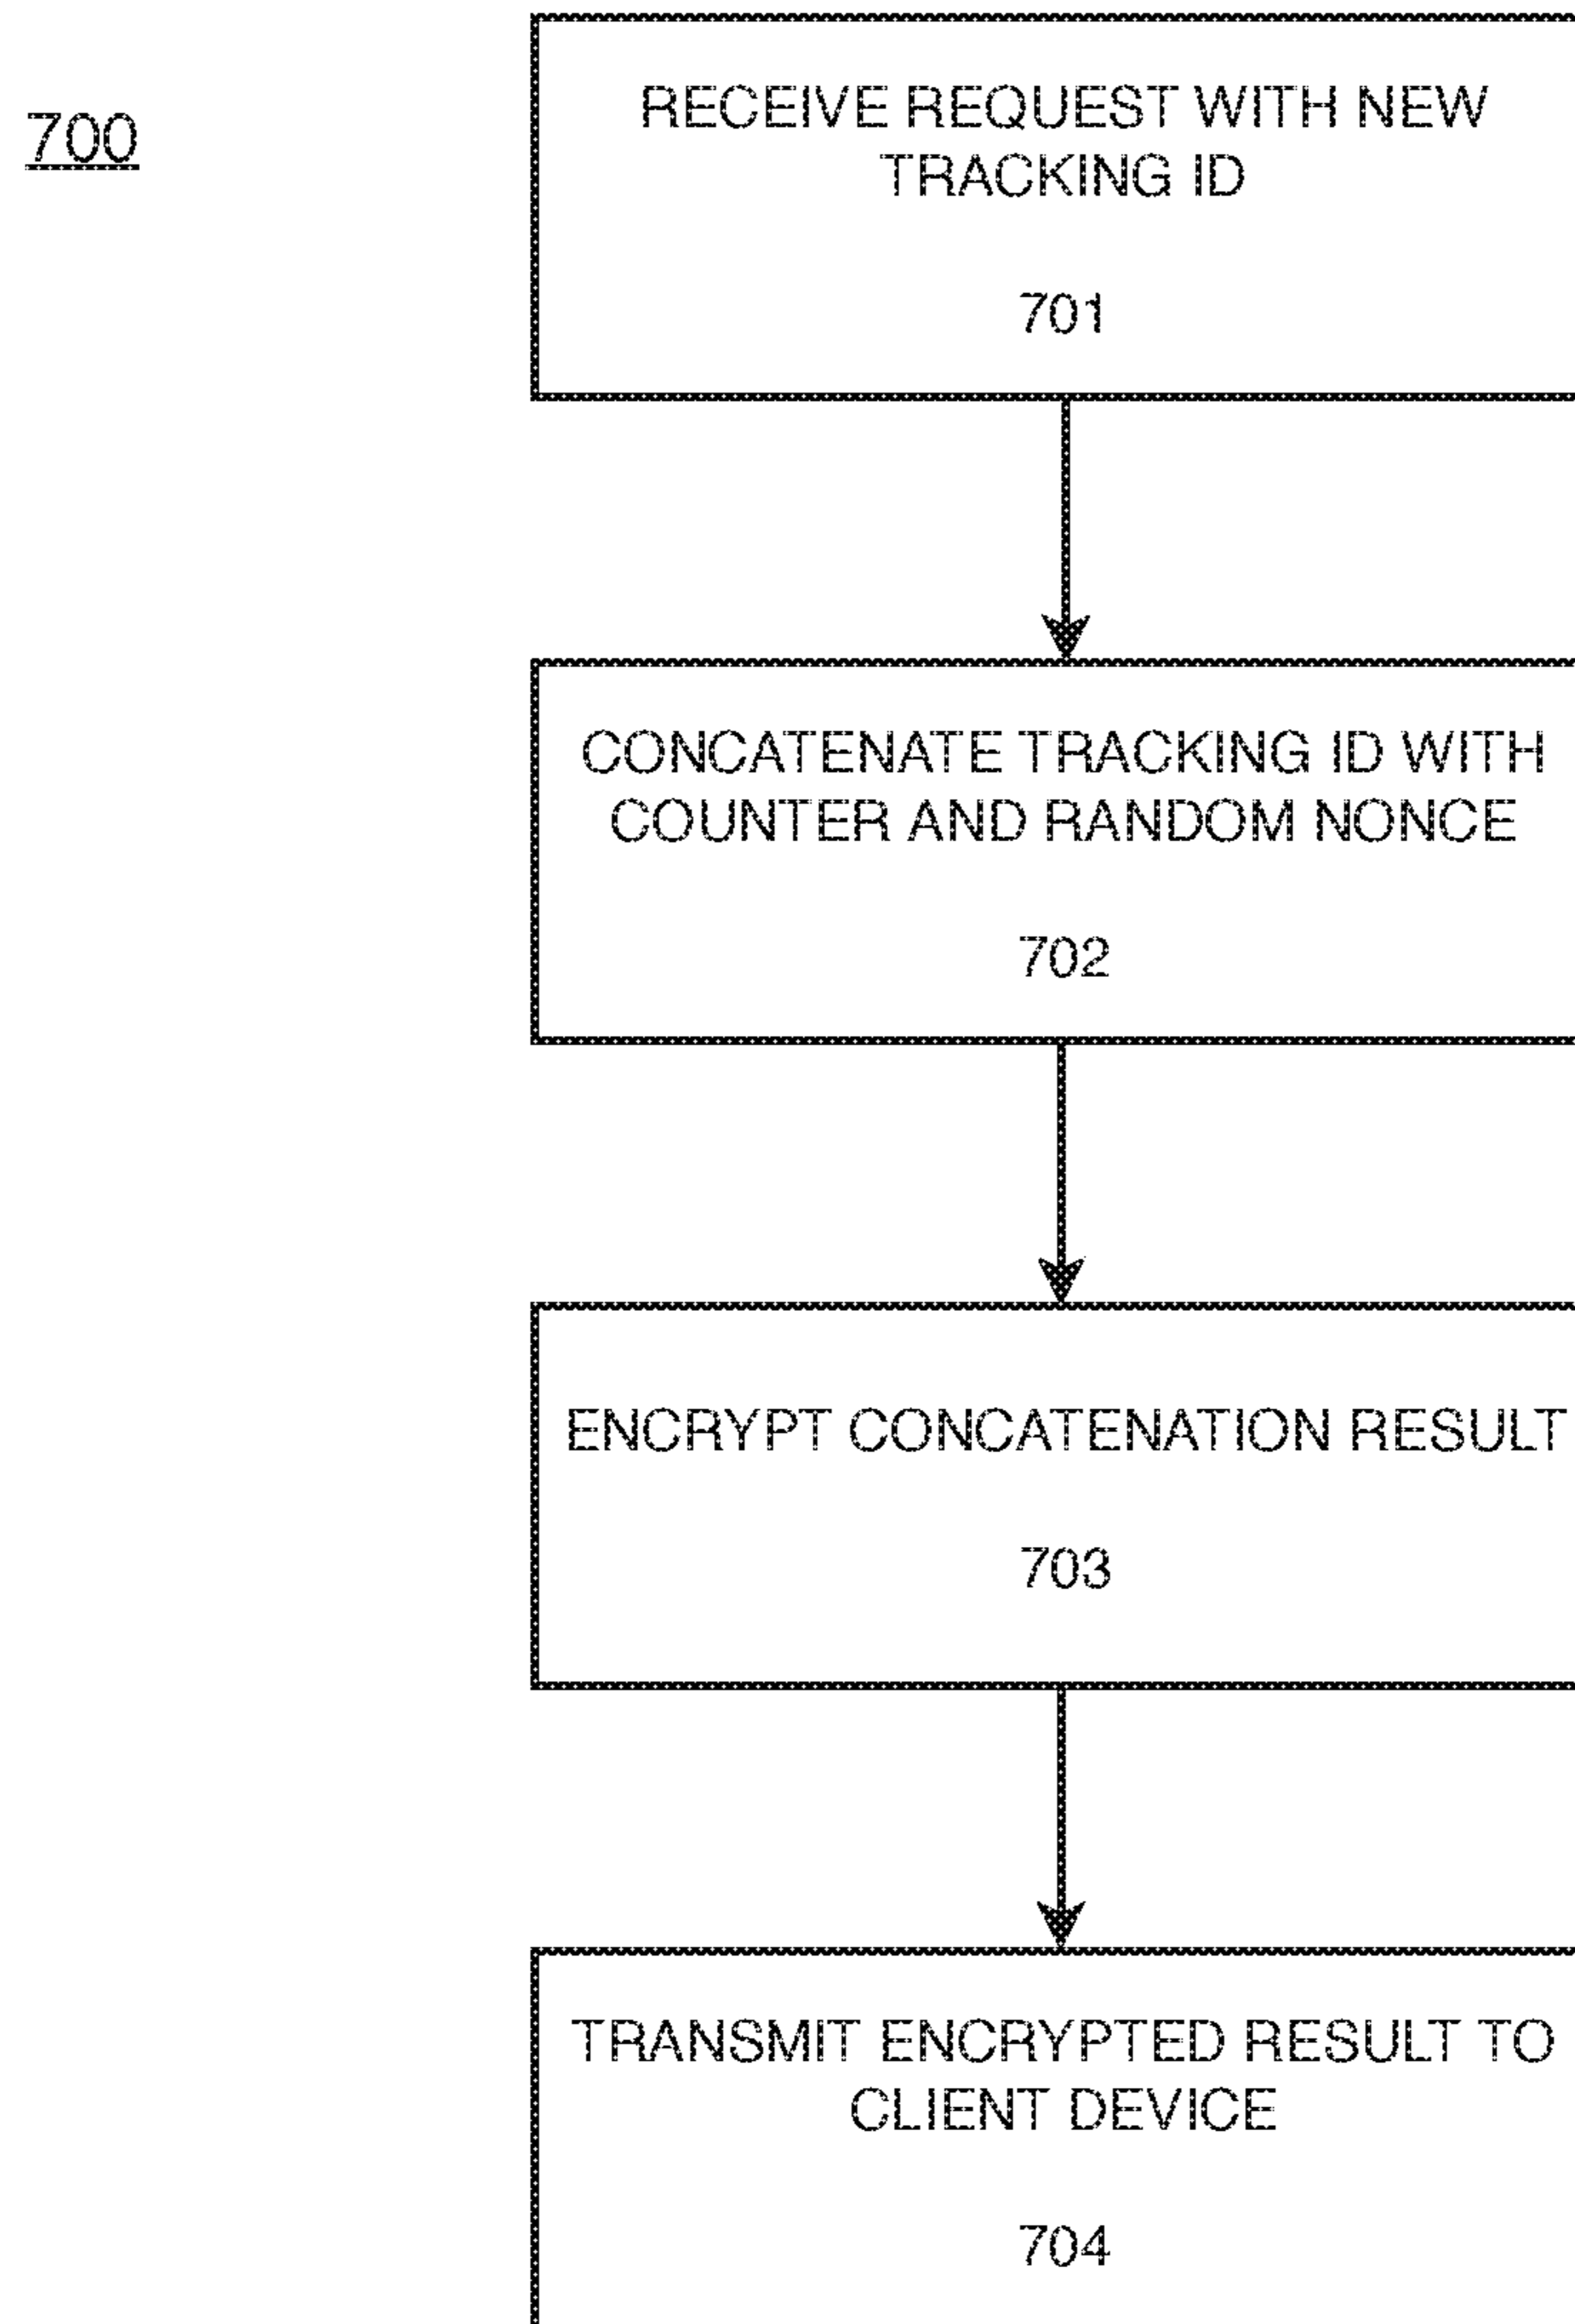 700
RECEIVE REQUEST WITH NEW
TRACKING ID
701
CONCATENATE TRACKING ID WITH
COUNTER AND RANDOM NONCE
702
ENCRYPT CONCATENATION RESULT
703
TRANSMIT ENCRYPTED RESULT TO
CLIENT DEVICE
704